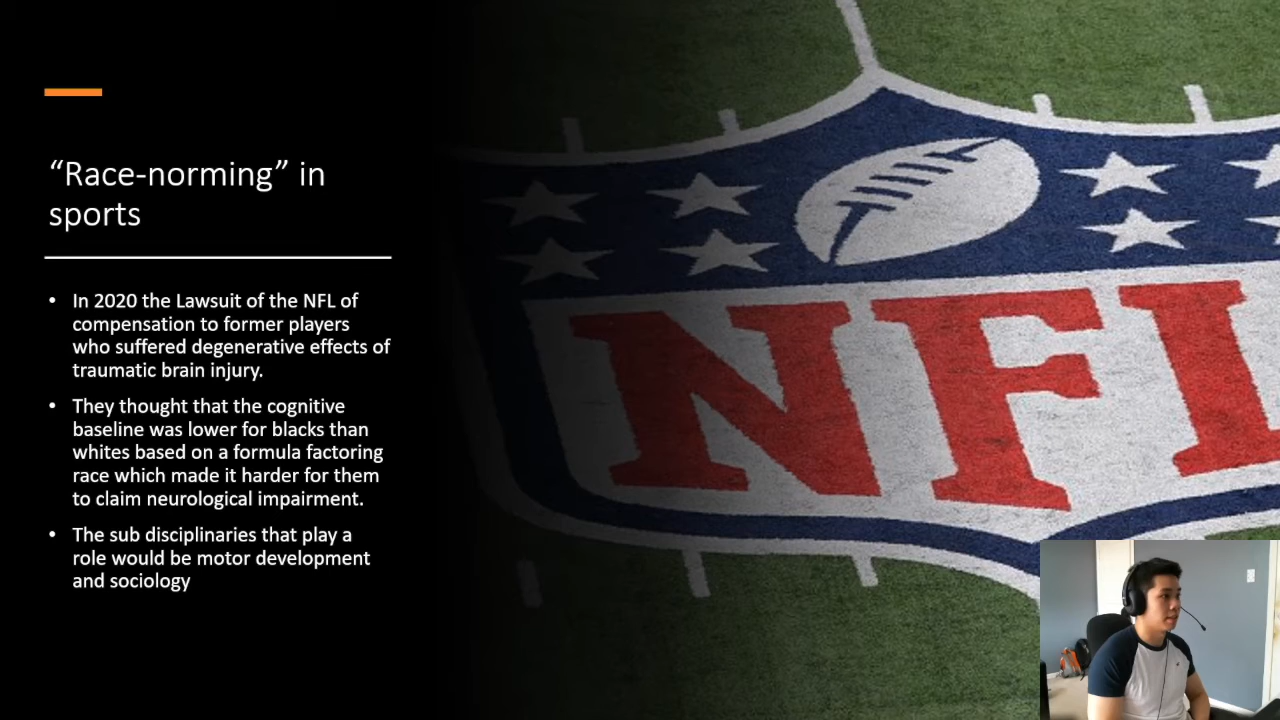 “Race-norming” in
sports
• In 2020 the Lawsuit of the NFL of
compensation to former players
who suffered degenerative effects of
traumatic brain injury.
• They thought that the cognitive
baseline was lower for blacks than
whites based on a formula factoring
race which made it harder for them
to claim neurological impairment.
• The sub disciplinaries that play a
role would be motor development
and sociology
NFL